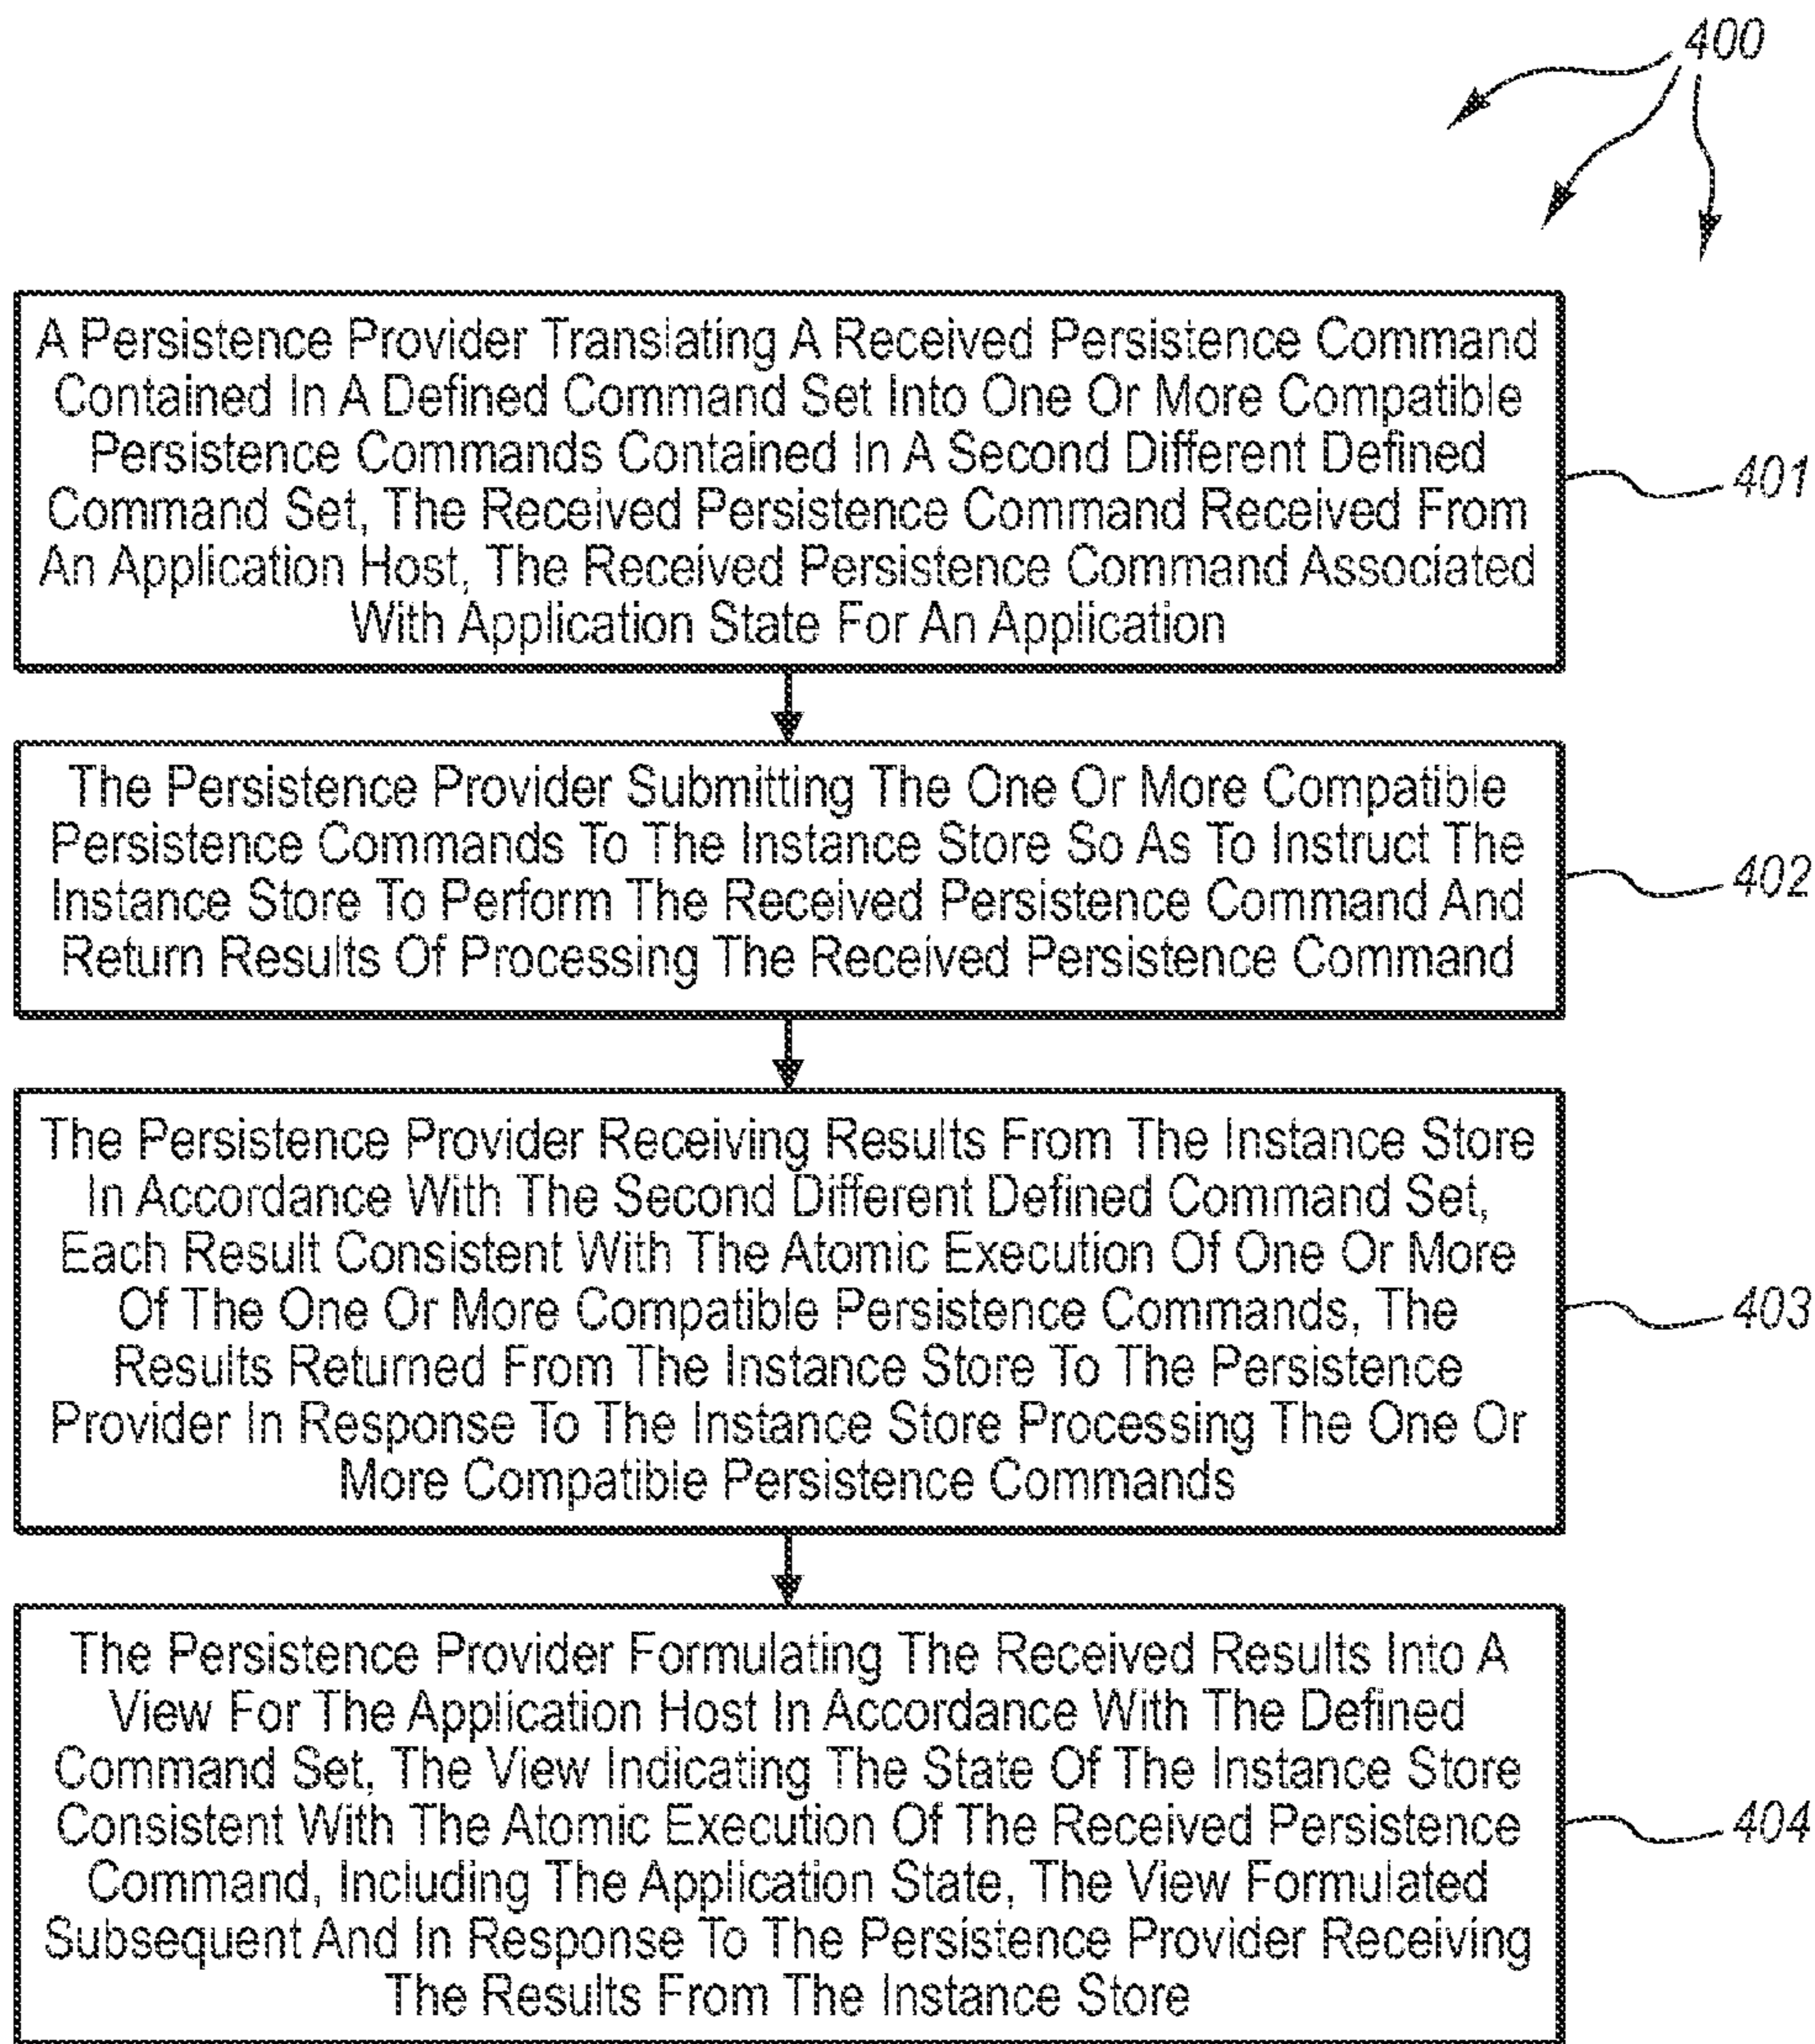 400
A Persistence Provider Translating A Received Persistence Command
Contained In A Defined Command Set Into One Or More Compatible
Persistence Commands Contained In A Second Different Defined
Command Set, The Received Persistence Command Received From
An Application Host, The Received Persistence Command Associated
With Application State For An Application
401
The Persistence Provider Submitting The One Or More Compatible
Persistence Commands To The Instance Store So As To Instruct The
Instance Store To Perform The Received Persistence Command And
Return Results Of Processing The Received Persistence Command
402
The Persistence Provider Receiving Results From The Instance Store
In Accordance With The Second Different Defined Command Set,
Each Result Consistent With The Atomic Execution Of One Or More
Of The One Or More Compatible Persistence Commands, The
Results Returned From The Instance Store To The Persistence
Provider In Response To The Instance Store Processing The One Or
More Compatible Persistence Commands
403
The Persistence Provider Formulating The Received Results Into A
View For The Application Host In Accordance With The Defined
Command Set, The View Indicating The State Of The Instance Store
Consistent With The Atomic Execution Of The Received Persistence
Command, Including The Application State, The View Formulated
Subsequent And In Response To The Persistence Provider Receiving
The Results From The Instance Store
404